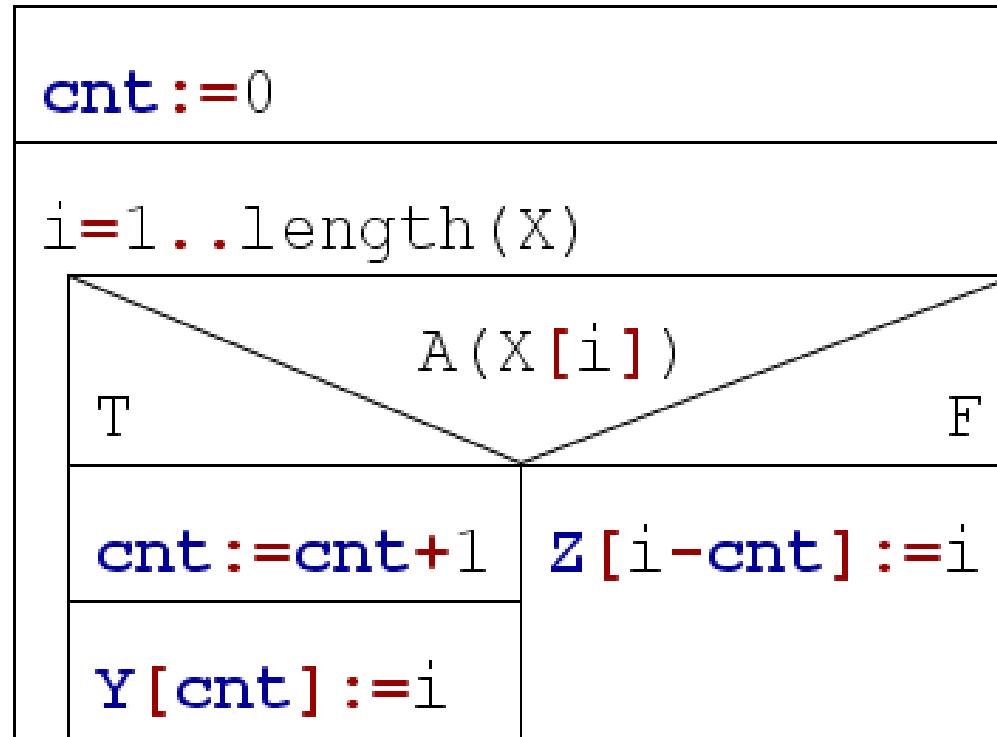 cnt:=0
i=1..length(X)
A(X[i])
T F
cnt:=cnt+1 Z[i-cnt]:=i
Y[cnt]:=i